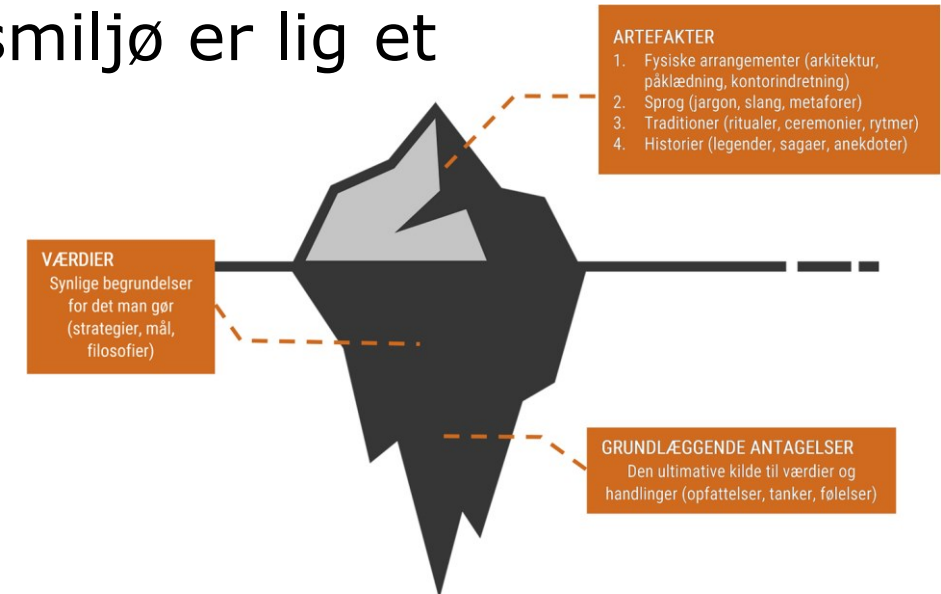 smiljø er lig et
ARTEFAKTER
1. Fysiske arrangementer (arkitektur,
påklædning, kontorindretning)
2. Sprog (jargon, slang, metaforer)
3. Traditioner (ritualer, ceremonier, rytmer)
4. Historier (legender, sagaer, anekdoter)
VÆRDIER
Synlige begrundelser
for det man gør
(strategier, mål,
filosofier)
GRUNDLÆGGENDE ANTAGELSER
Den ultimative kilde til værdier og
handlinger (opfattelser, tanker, følelser)